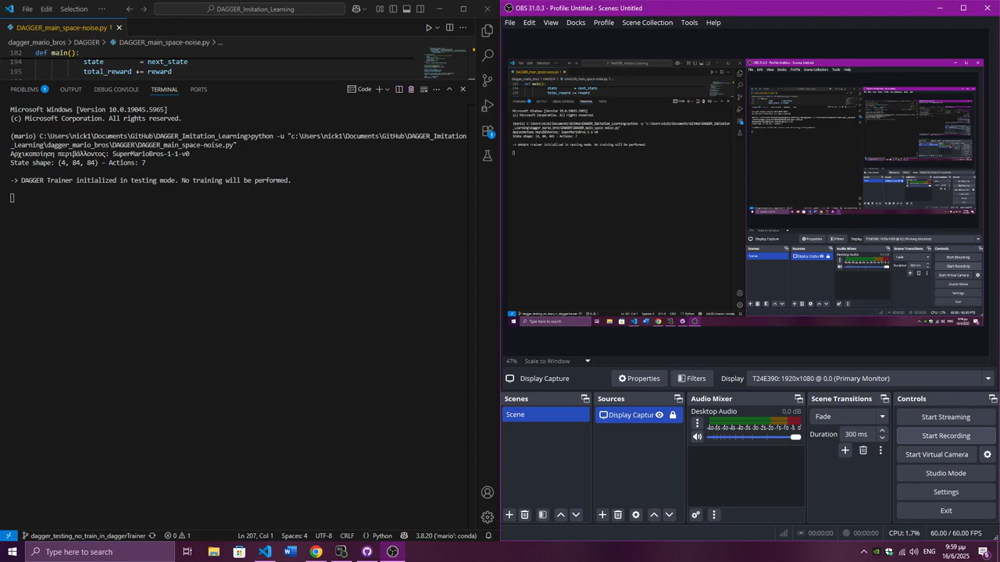 File Edit Selection ... DAGGER_Imitation_Learning
DAGGER_main_space-noise.py 1
dagger_mario_bros > DAGGER > DAGGER_main_space-noise.py > ...
102 def main():
194 state = next_state
total_reward += reward
PROBLEMS 1 OUTPUT DEBUG CONSOLE TERMINAL PORTS Code
Microsoft Windows [Version 10.0.19045.5965]
(c) Microsoft Corporation. All rights reserved.
(mario) C:\Users\vicki\Documents\GitHub\DAGGER_Imitation_Learning>python -u "c:\Users\vicki\Documents\GitHub\DAGGER_Imitation
_Learning\dagger_mario_bros\DAGGER\DAGGER_main_space-noise.py"
Αρχικοποίηση περιβάλλοντος: SuperMarioBros-1-1-v0
State shape: (4, 84, 84) - Actions: 7
-> DAGGER Trainer initialized in testing mode. No training will be performed.
dagger_testing_no_train_in_daggerTrainer 0 1 Ln 207, Col 1 Spaces: 4 UTF-8 CRLF Python 3.8.20 ('mario': conda)
OBS 31.0.3 - Profile: Untitled - Scenes: Untitled
File Edit View Docks Profile Scene Collection Tools Help
47% Scale to Window
Display Capture Properties Filters Display T24E390: 1920x1080 @ 0,0 (Primary Monitor)
Scenes Sources Audio Mixer Scene Transitions Controls
Scene
Display Captur
Desktop Audio 0.0 dB
-60 -55 -50 -45 -40 -35 -30 -25 -20 -15 -10 -5 0
Fade
Duration 300 ms
Start Streaming
Start Recording
Start Virtual Camera
Studio Mode
Settings
Exit
00:00:00 00:00:00 CPU: 1.7% 60.00 / 60.00 FPS
Type here to search
ENG 9:59 μμ
16/6/2025 6